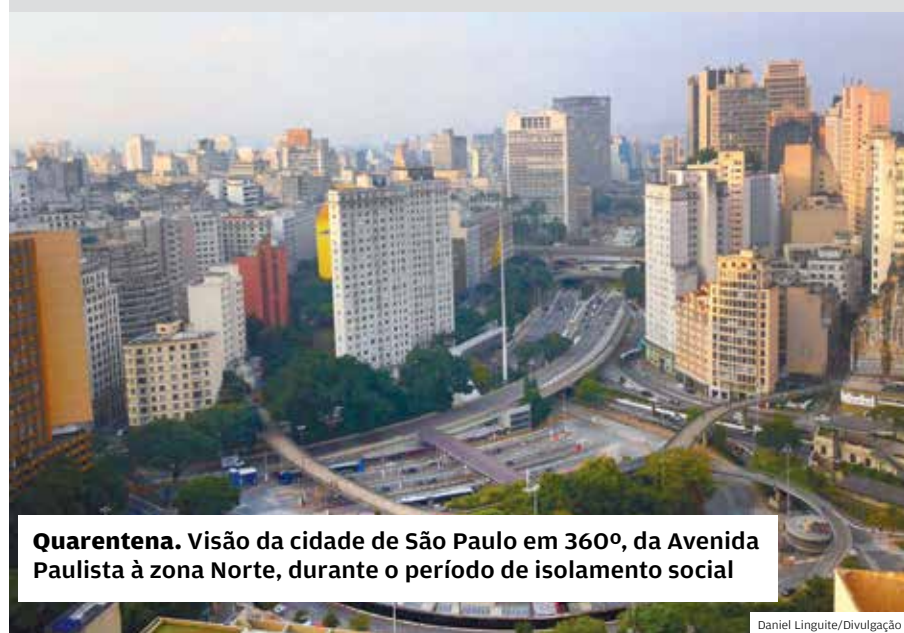 Quarentena. Visão da cidade de São Paulo em 360º, da Avenida
Paulista à zona Norte, durante o período de isolamento social
Daniel Linguite/Divulgação